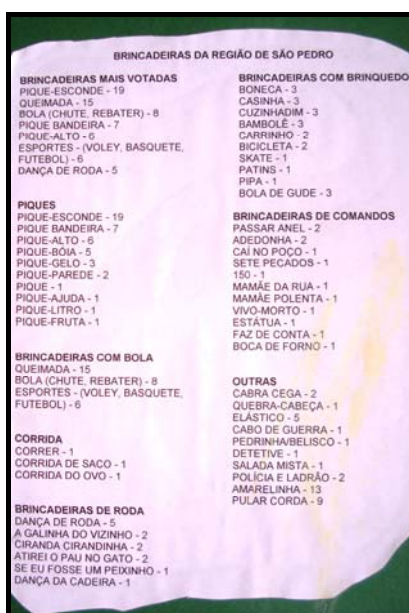 BRINCADEIRAS DA REGIÃO DE SÃO PEDRO
BRINCADEIRAS MAIS VOTADAS
PIQUE-ESCONDE - 19
QUEIMADA - 15
BOLA (CHUTE, REBATER) - 8
PIQUE BANDEIRA - 7
PIQUE-ALTO - 6
ESPORTES - (VOLEY, BASQUETE,
FUTEBOL) - 6
DANÇA DE RODA - 5
PIQUES
PIQUE-ESCONDE - 19
PIQUE BANDEIRA - 7
PIQUE-ALTO - 6
PIQUE-BÓIA - 5
PIQUE-GELO - 3
PIQUE-PAREDE - 2
PIQUE - 1
PIQUE-AJUDA - 1
PIQUE-LITRO - 1
PIQUE-FRUTA - 1
BRINCADEIRAS COM BOLA
QUEIMADA - 15
BOLA (CHUTE, REBATER) - 8
ESPORTES - (VOLEY, BASQUETE,
FUTEBOL) - 6
CORRIDA
CORRER - 1
CORRIDA DE SACO - 1
CORRIDA DO OVO - 1
BRINCADEIRAS DE RODA
DANÇA DE RODA - 5
A GALINHA DO VIZINHO - 2
CIRANDA CIRANDINHA - 2
ATIREI O PAU NO GATO - 2
SE EU FOSSE UM PEIXINHO - 1
DANÇA DA CADEIRA - 1
BRINCADEIRAS COM BRINQUEDO
BONECA - 3
CASINHA - 3
CUZINHADIM - 3
BAMBOLÊ - 3
CARRINHO - 2
BICICLETA - 2
SKATE - 1
PATINS - 1
PIPA - 1
BOLA DE GUDE - 3
BRINCADEIRAS DE COMANDOS
PASSAR ANEL - 2
ADEDONHA - 2
CAÍ NO POÇO - 1
SETE PECADOS - 1
150 - 1
MAMÃE DA RUA - 1
MAMÃE POLENTA - 1
VIVO-MORTO - 1
ESTÁTUA - 1
FAZ DE CONTA - 1
BOCA DE FORNO - 1
OUTRAS
CABRA CEGA - 2
QUEBRA-CABEÇA - 1
ELÁSTICO - 5
CABO DE GUERRA - 1
PEDRINHA/BELISCO - 1
DETETIVE - 1
SALADA MISTA - 1
POLÍCIA E LADRÃO - 2
AMARELINHA - 13
PULAR CORDA - 9